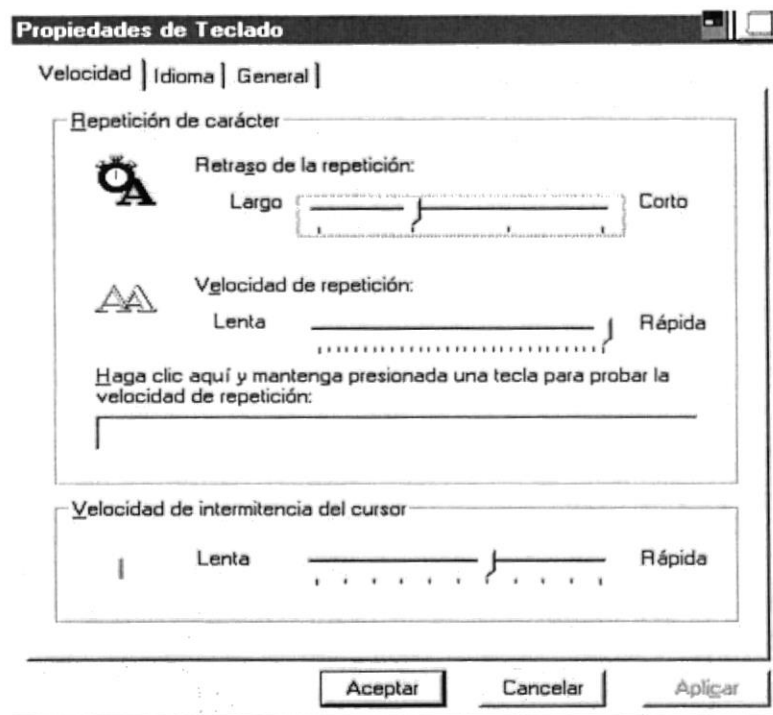 Propiedades de Teclado
Velocidad Idioma General
Repetición de carácter
Retraso de la repetición:
Largo Corto
Velocidad de repetición:
Lenta Rápida
Haga clic aquí y mantenga presionada una tecla para probar la
velocidad de repetición:
Velocidad de intermitencia del cursor
Lenta Rápida
Aceptar Cancelar Aplicar